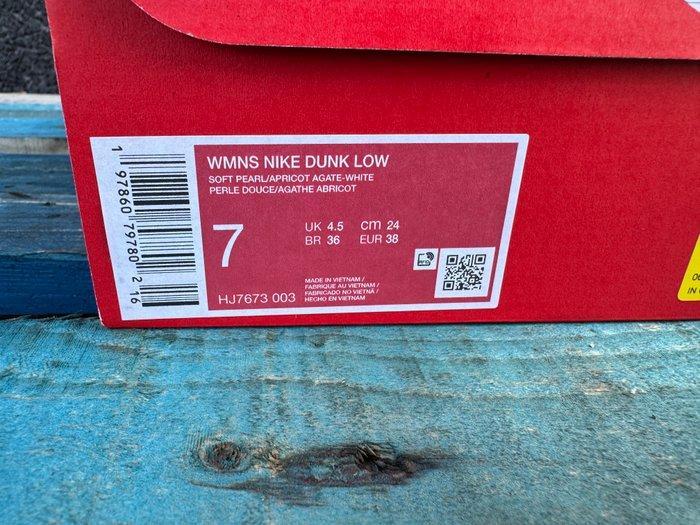 WMNS NIKE DUNK LOW
SOFT PEARL/APRICOT AGATE-WHITE
PERLE DOUCE/AGATHE ABRICOT
7
UK 4.5 cm 24
BR 36 EUR 38
HJ7673 003
MADE IN VIETNAM /
FABRIQUE AU VIETNAM /
FABRICADO NO VIETNÃ /
HECHO EN VIETNAM
1 97860 79780 2 16
IN